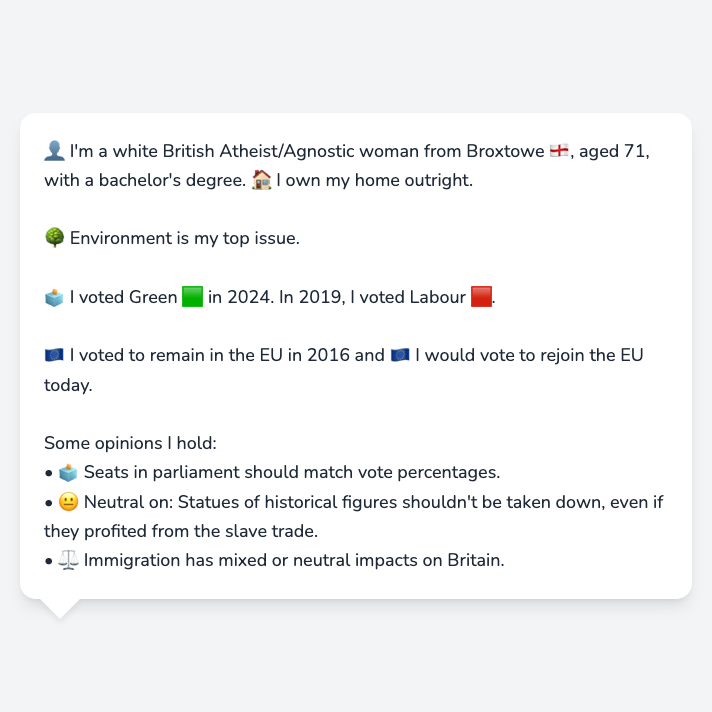 👤 I'm a white British Atheist/Agnostic woman from Broxtowe 🏴󠁧󠁢󠁥󠁮󠁧󠁿, aged 71,
with a bachelor's degree. 🏠 I own my home outright.
🌳 Environment is my top issue.
🗳️ I voted Green 🟩 in 2024. In 2019, I voted Labour 🟥.
🇪🇺 I voted to remain in the EU in 2016 and 🇪🇺 I would vote to rejoin the EU
today.
Some opinions I hold:
• 🗳️ Seats in parliament should match vote percentages.
• 😐 Neutral on: Statues of historical figures shouldn't be taken down, even if
they profited from the slave trade.
• ⚖️ Immigration has mixed or neutral impacts on Britain.